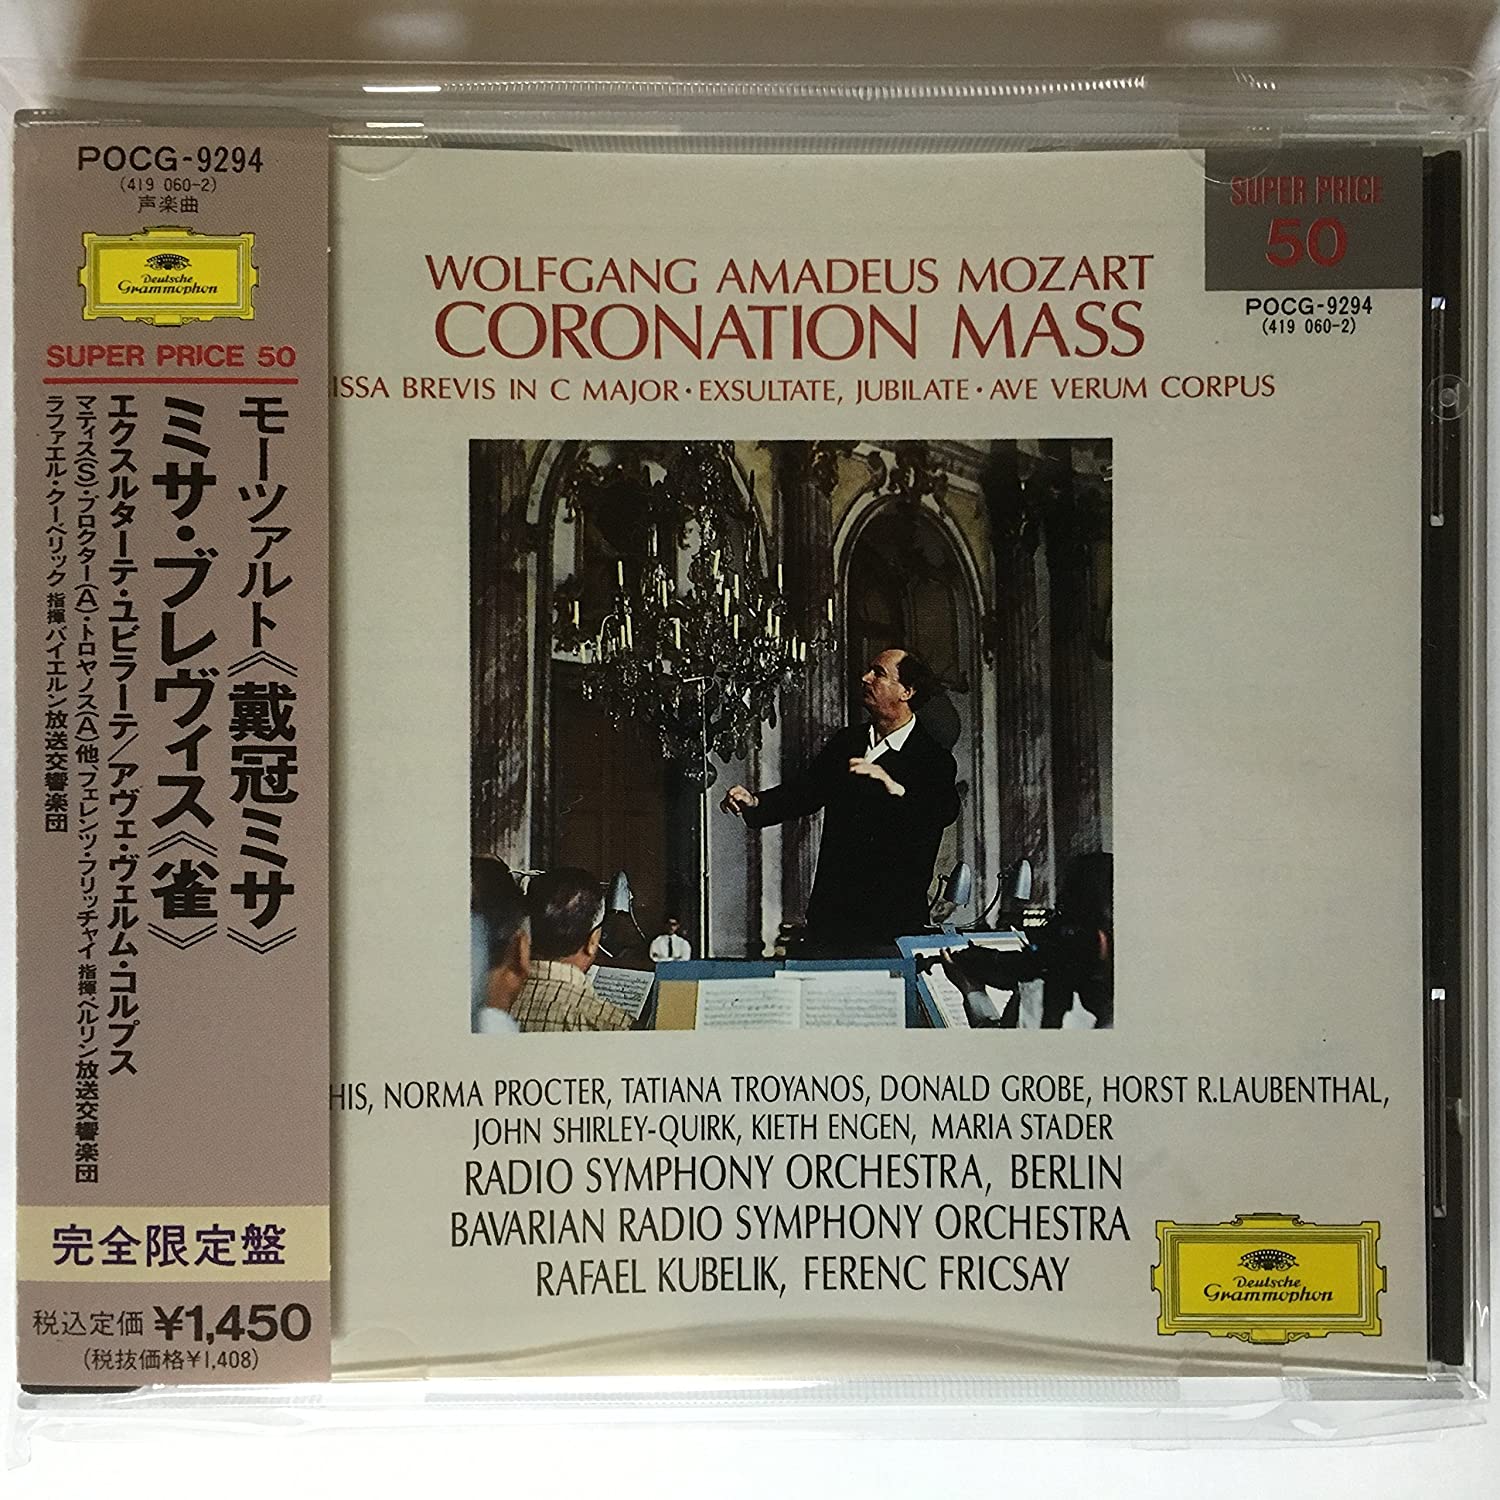 POCG-9294
(419 060-2)
声楽曲
Deutsche
Grammophon
SUPER PRICE 50
モーツァルト《戴冠ミサ》
ミサ・ブレヴィス《雀》
エクスルターテ・ユビラーテ/アヴェ・ヴェルム・コルプス
マティス(S)・プロクター(A)・トロヤノス(A)他、フェレンツ・フリッチャイ 指揮ベルリン放送交響楽団
ラファエル・クーベリック 指揮バイエルン放送交響楽団
完全限定盤
税込定価 ¥1,450
(税抜価格¥1,408)
SUPER PRICE
50
POCG-9294
(419 060-2)
WOLFGANG AMADEUS MOZART
CORONATION MASS
ISSA BREVIS IN C MAJOR · EXSULTATE, JUBILATE · AVE VERUM CORPUS
HIS, NORMA PROCTER, TATIANA TROYANOS, DONALD GROBE, HORST R.LAUBENTHAL,
JOHN SHIRLEY-QUIRK, KIETH ENGEN, MARIA STADER
RADIO SYMPHONY ORCHESTRA, BERLIN
BAVARIAN RADIO SYMPHONY ORCHESTRA
RAFAEL KUBELIK, FERENC FRICSAY
Deutsche
Grammophon